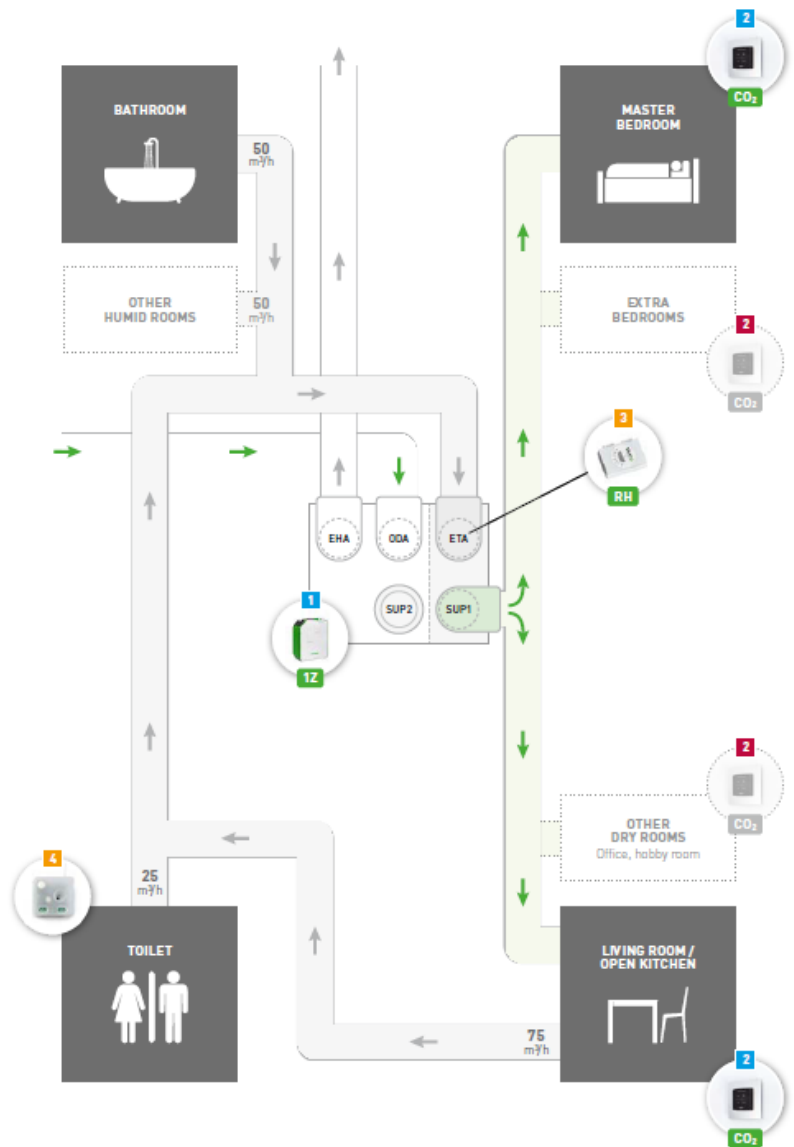 2
CO₂
BATHROOM
MASTER
BEDROOM
50
m³/h
OTHER
HUMID ROOMS
50
m³/h
EXTRA
BEDROOMS
2
CO₂
3
RH
EHA
ODA
ETA
1
SUP2
SUP1
1Z
2
CO₂
OTHER
DRY ROOMS
Office, hobby room
4
25
m³/h
TOILET
LIVING ROOM /
OPEN KITCHEN
75
m³/h
2
CO₂